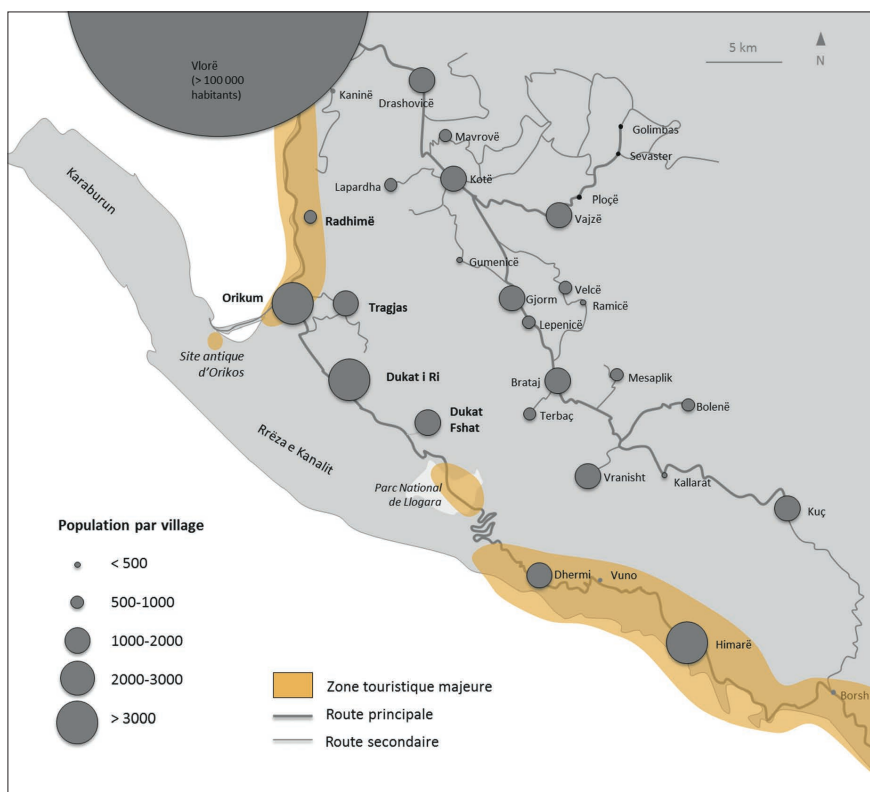 Vlorë
(> 100 000
habitants)
5 km
N
Kaninë
Drashovicë
Golimbas
Mavrovë
Sevaster
Karaburun
Kotë
Lapardha
Ploçë
Vajzë
Radhimë
Gumenicë
Orikum
Tragjas
Velcë
Gjorm
Ramicë
Lepenicë
Site antique
d'Orikos
Dukat i Ri
Brataj
Mesaplik
Bolenë
Terbaç
Dukat
Fshat
Rrëza e Kanalit
Parc National
de Llogara
Vranisht
Kallarat
Kuç
Population par village
< 500
500-1000
1000-2000
2000-3000
> 3000
Dhermi
Vuno
Himarë
Borsh
Zone touristique majeure
Route principale
Route secondaire